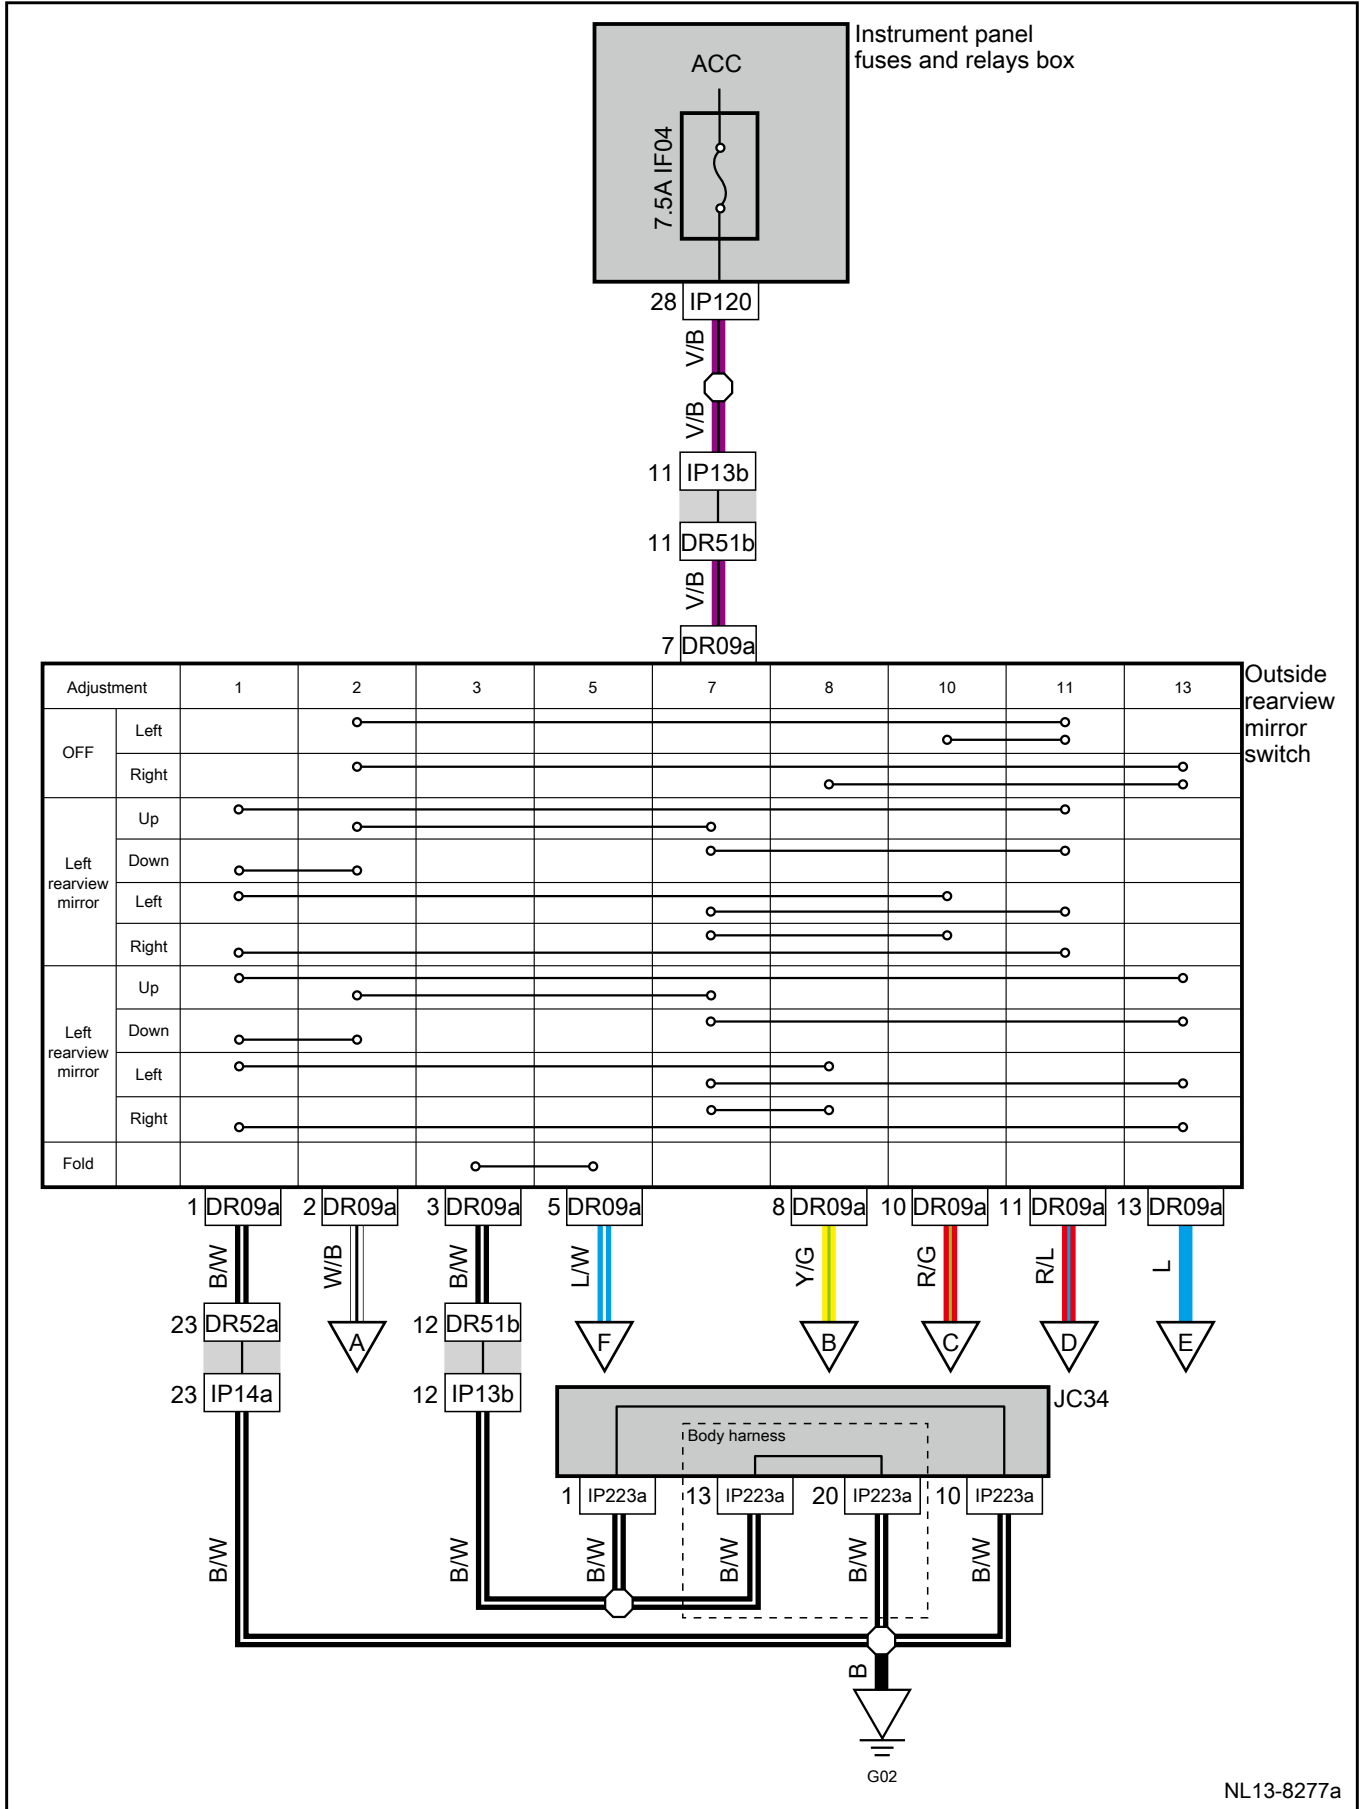 Instrument panel
fuses and relays box
ACC
7.5A IF04
28 IP120
V/B
V/B
11 IP13b
11 DR51b
V/B
7 DR09a
Outside
rearview
mirror
switch
Adjustment 1 2 3 5 7 8 10 11 13
OFF
Left
Right
Left
rearview
mirror
Up
Down
Left
Right
Left
rearview
mirror
Up
Down
Left
Right
Fold
1 DR09a 2 DR09a 3 DR09a 5 DR09a 8 DR09a 10 DR09a 11 DR09a 13 DR09a
B/W W/B B/W L/W Y/G R/G R/L L
23 DR52a A 12 DR51b F B C D E
23 IP14a 12 IP13b JC34
Body harness
1 IP223a 13 IP223a 20 IP223a 10 IP223a
B/W B/W B/W B/W B/W B/W
B
G02
NL13-8277a